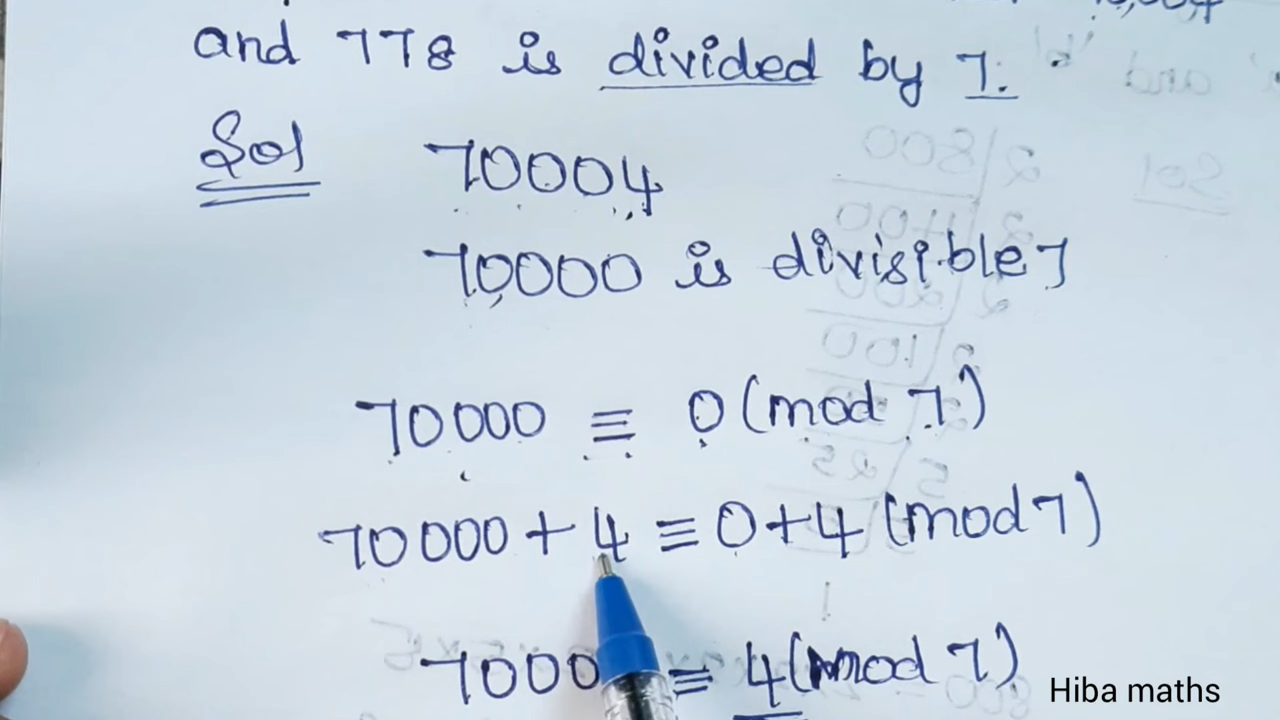 and 778 is divided by 7.
Sol 70004
70000 is divisible 7
70000 ≡ 0 (mod 7)
70000 + 4 ≡ 0 + 4 (mod 7)
7000 ≡ 4 (mod 7)
Hiba maths